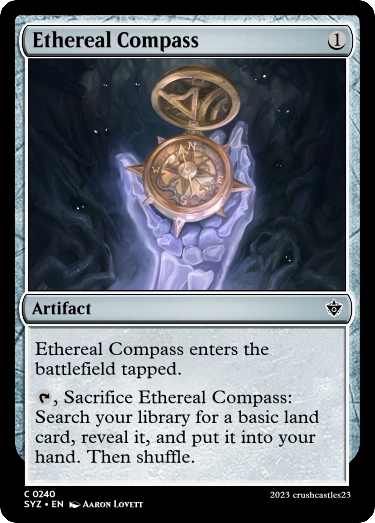 Ethereal Compass 1
Artifact
Ethereal Compass enters the
battlefield tapped.
, Sacrifice Ethereal Compass:
Search your library for a basic land
card, reveal it, and put it into your
hand. Then shuffle.
C 0240
SYZ • EN Aaron Lovett
2023 crushcastles23